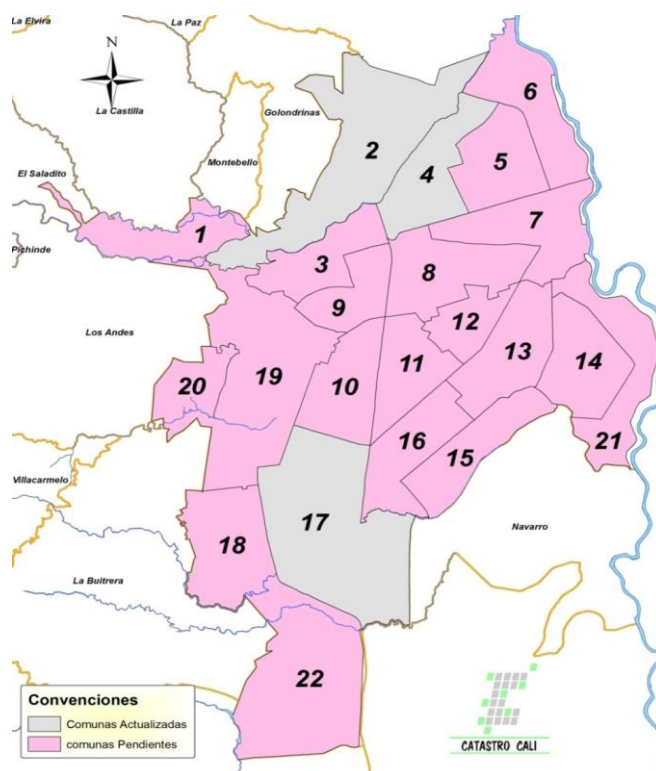 La Elvira
La Paz
N
La Castilla
Golondrinas
Montebello
El Saladito
Pichinde
Los Andes
Villacarmelo
La Buitrera
Navarro
6
2
5
4
7
1
3
8
9
12
13
14
11
10
19
20
21
16
15
17
18
22
Convenciones
Comunas Actualizadas
comunas Pendientes
CATASTRO CALI